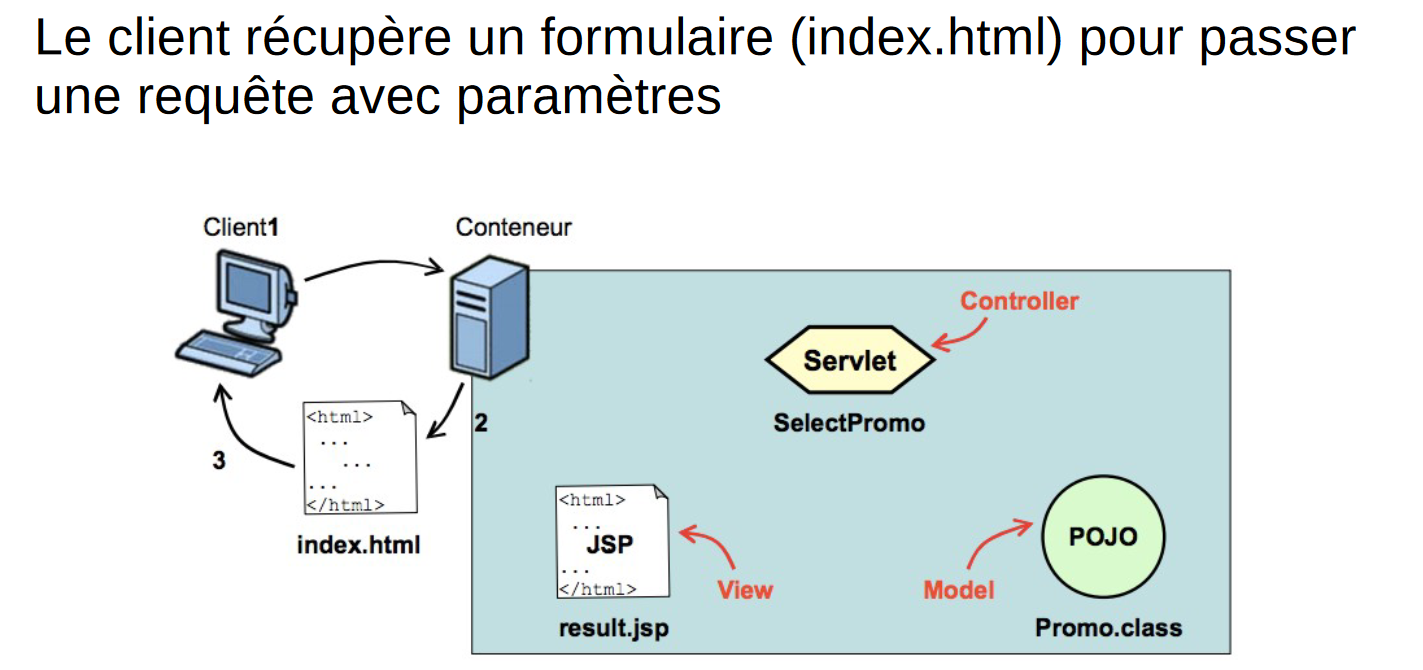 Le client récupère un formulaire (index.html) pour passer
une requête avec paramètres
Client1
Conteneur
Controller
Servlet
SelectPromo
2
3
<html>
...
...
...
</html>
index.html
<html>
...
JSP
...
</html>
View
result.jsp
POJO
Model
Promo.class